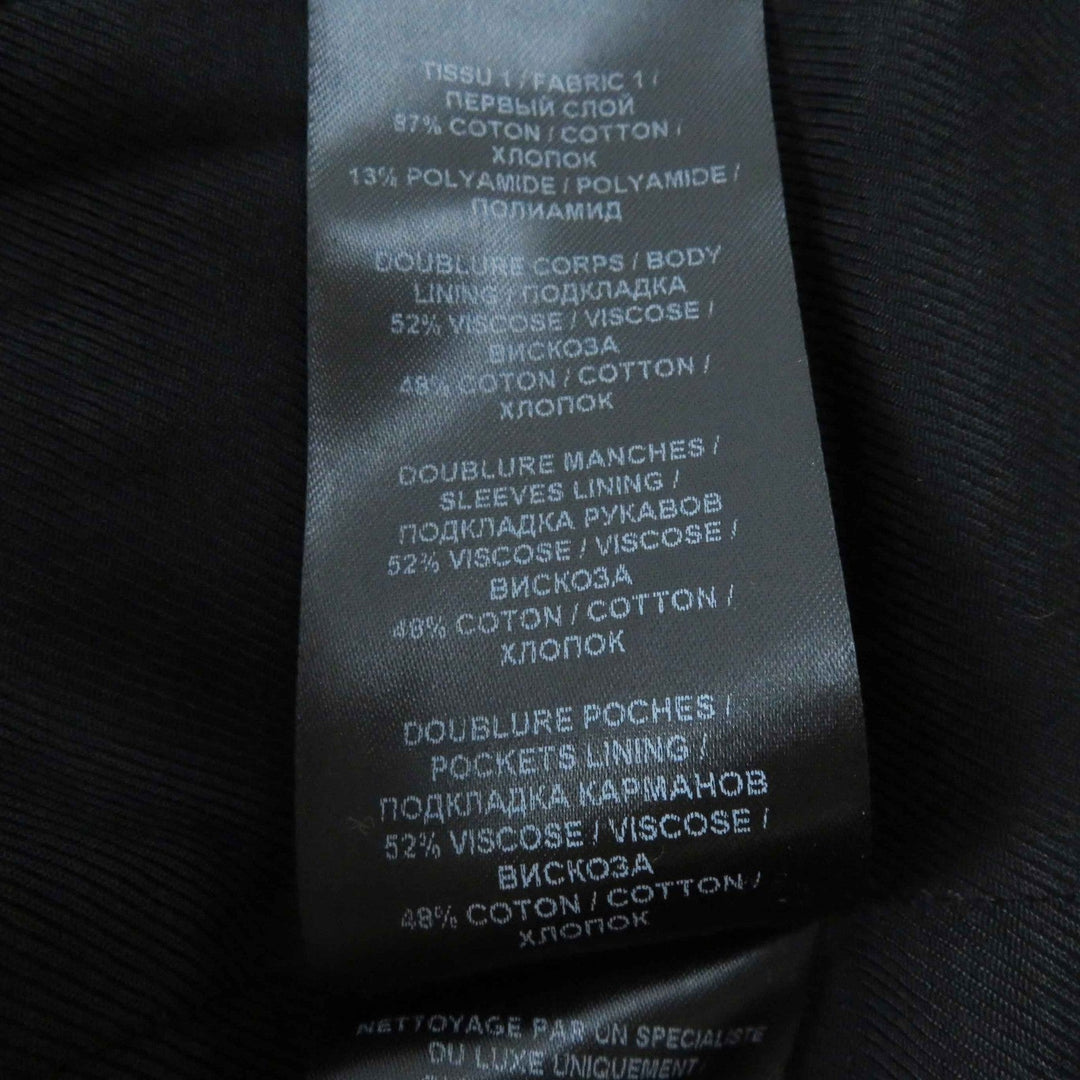 TISSU 1 / FABRIC 1 /
ПЕРВЫЙ СЛОЙ
87% COTON / COTTON /
ХЛОПОК
13% POLYAMIDE / POLYAMIDE /
ПОЛИАМИД
DOUBLURE CORPS / BODY
LINING / ПОДКЛАДКА
52% VISCOSE / VISCOSE /
ВИСКОЗА
48% COTON / COTTON /
ХЛОПОК
DOUBLURE MANCHES /
SLEEVES LINING /
ПОДКЛАДКА РУКАВОВ
52% VISCOSE / VISCOSE /
ВИСКОЗА
48% COTON / COTTON /
ХЛОПОК
DOUBLURE POCHES /
POCKETS LINING /
ПОДКЛАДКА КАРМАНОВ
52% VISCOSE / VISCOSE /
ВИСКОЗА
48% COTON / COTTON /
ХЛОПОК
NETTOYAGE PAR UN SPECIALISTE
DU LUXE UNIQUEMENT /